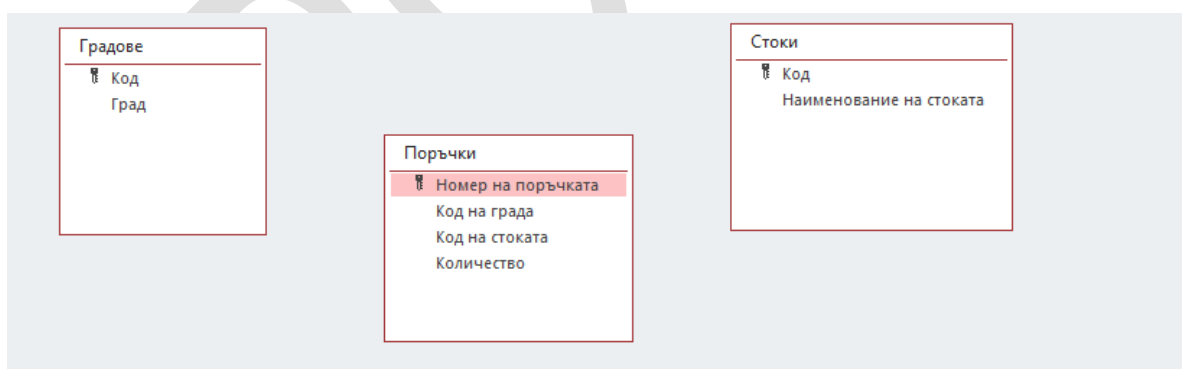 Градове
Код
Град
Поръчки
Номер на поръчката
Код на града
Код на стоката
Количество
Стоки
Код
Наименование на стоката